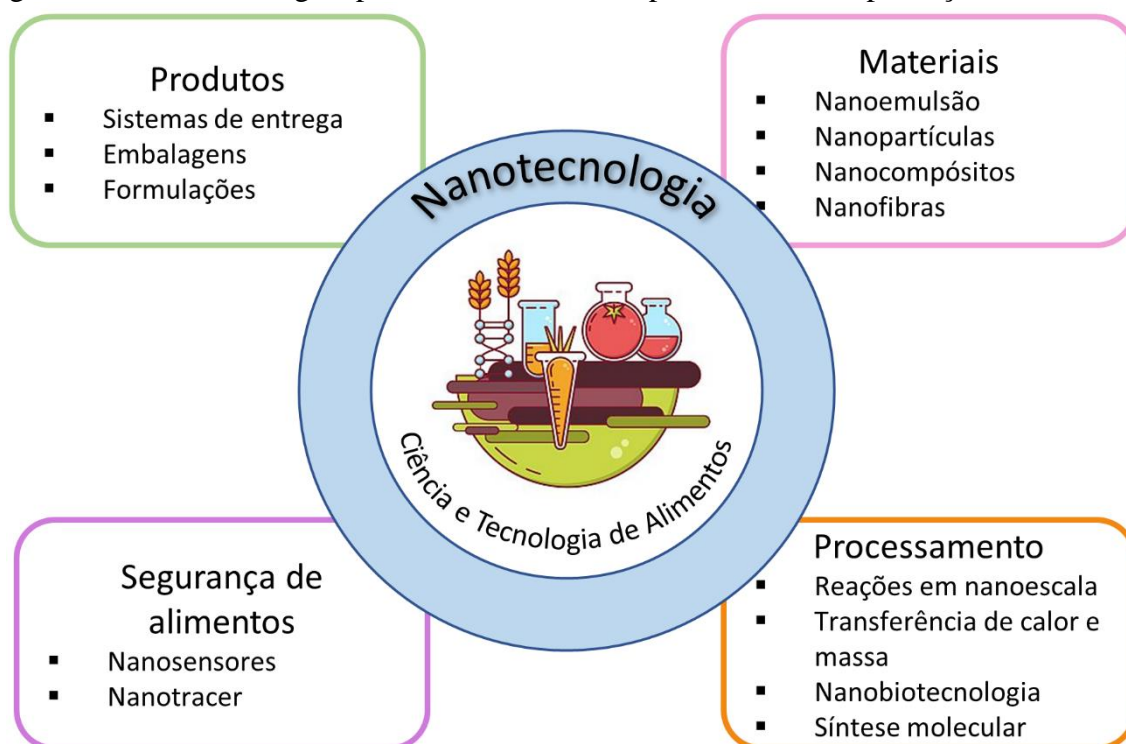 Produtos
▪ Sistemas de entrega
▪ Embalagens
▪ Formulações
Materiais
▪ Nanoemulsão
▪ Nanopartículas
▪ Nanocompósitos
▪ Nanofibras
Nanotecnologia
Ciência e Tecnologia de Alimentos
Segurança de
alimentos
▪ Nanosensores
▪ Nanotracer
Processamento
▪ Reações em nanoescala
▪ Transferência de calor e
massa
▪ Nanobiotecnologia
▪ Síntese molecular